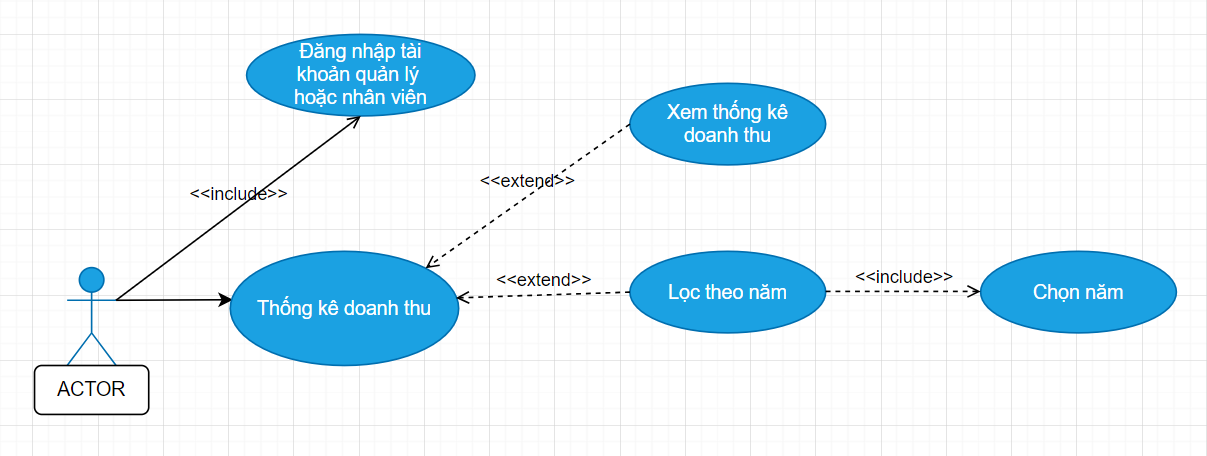 Đăng nhập tài
khoản quản lý
hoặc nhân viên
Xem thống kê
doanh thu
<<extend>>
<<include>>
<<extend>>
<<include>>
Thống kê doanh thu
Lọc theo năm
Chọn năm
ACTOR